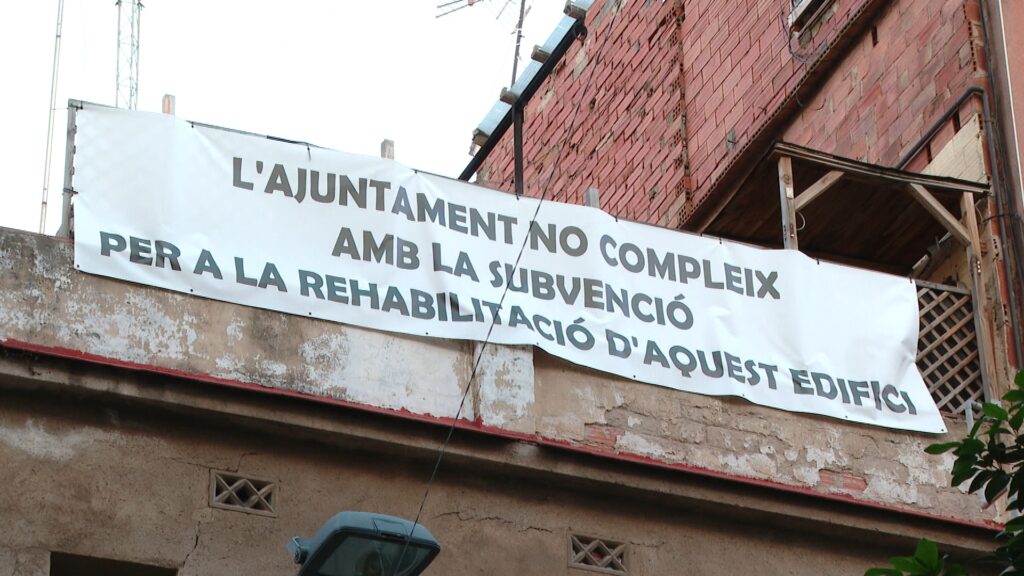 L'AJUNTAMENT NO COMPLEIX
AMB LA SUBVENCIÓ
PER A LA REHABILITACIÓ D'AQUEST EDIFICI